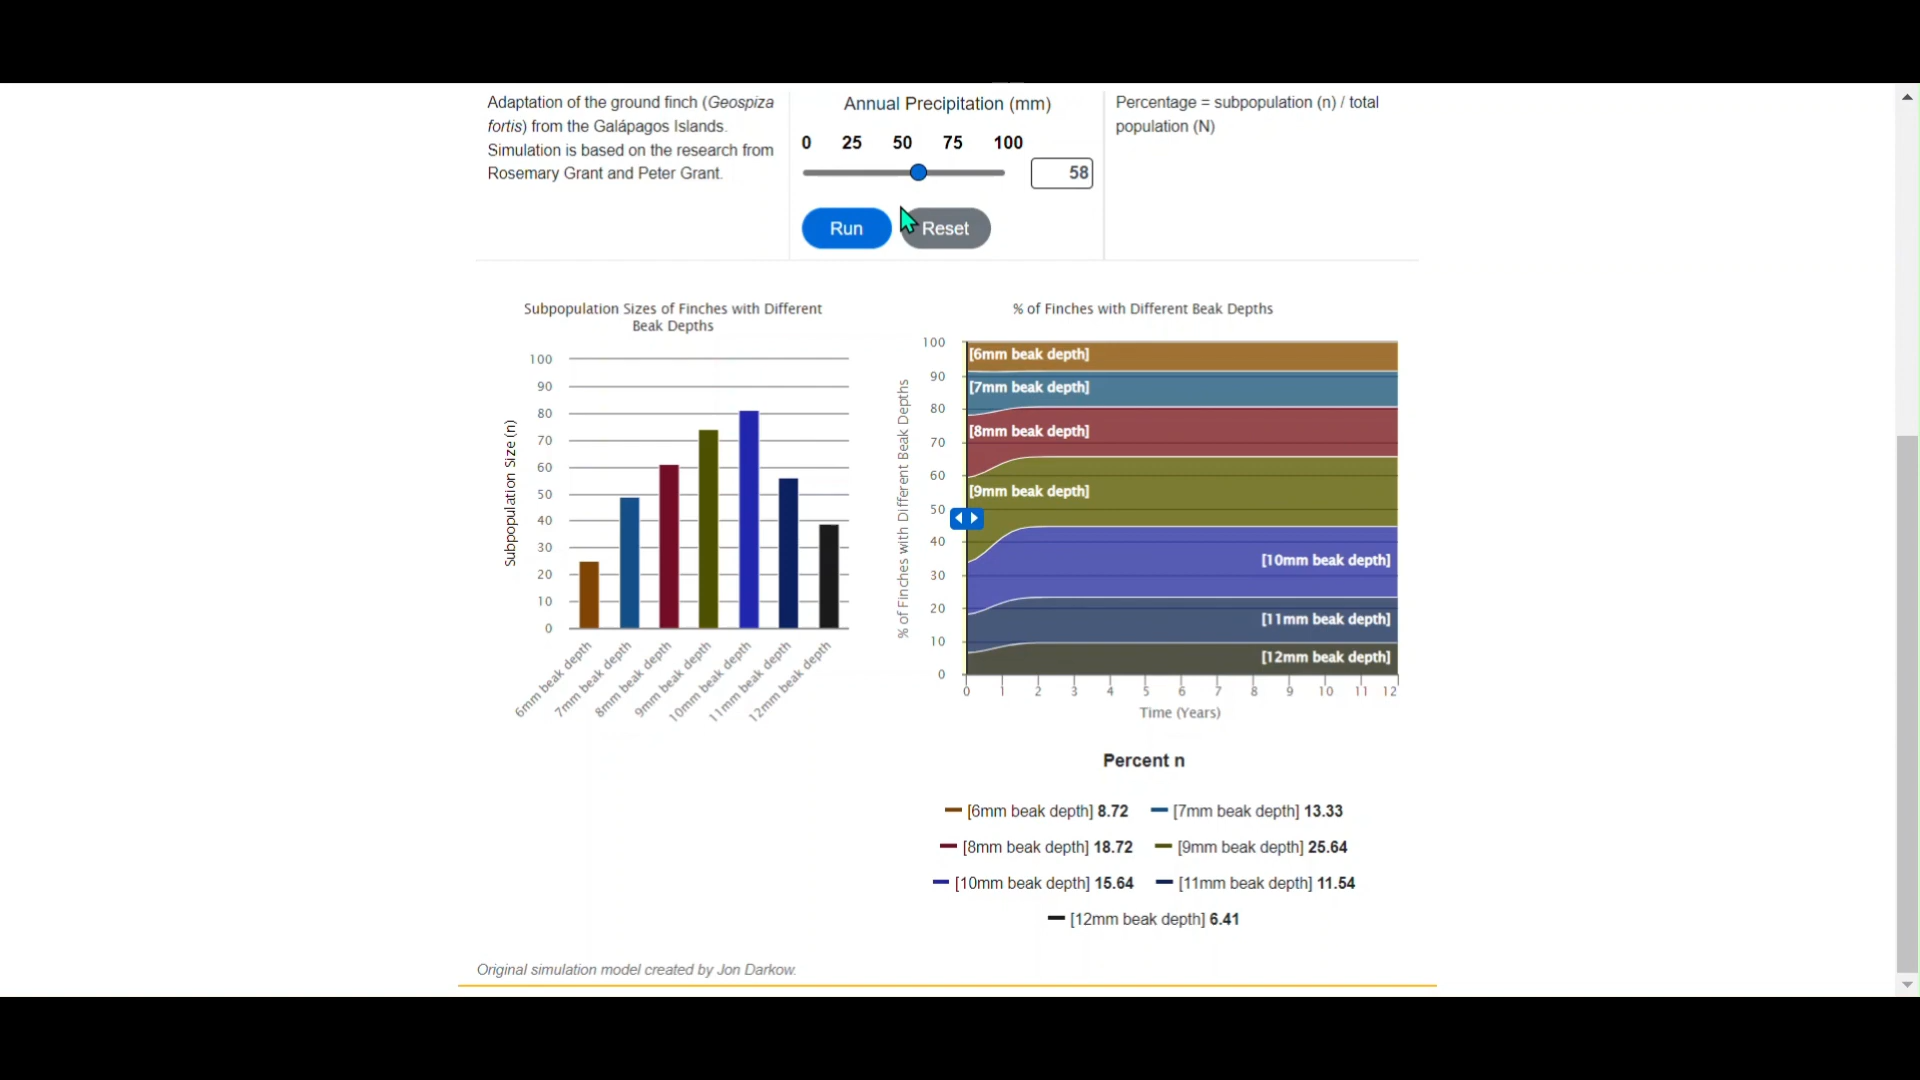 Adaptation of the ground finch (Geospiza
fortis) from the Galápagos Islands.
Simulation is based on the research from
Rosemary Grant and Peter Grant.
Annual Precipitation (mm)
0 25 50 75 100
58
Run Reset
Percentage = subpopulation (n) / total
population (N)
Subpopulation Sizes of Finches with Different
Beak Depths
Subpopulation Size (n)
100
90
80
70
60
50
40
30
20
10
0
6mm beak depth
7mm beak depth
8mm beak depth
9mm beak depth
10mm beak depth
11mm beak depth
12mm beak depth
% of Finches with Different Beak Depths
% of Finches with Different Beak Depths
100
90
80
70
60
50
40
30
20
10
0
[6mm beak depth]
[7mm beak depth]
[8mm beak depth]
[9mm beak depth]
[10mm beak depth]
[11mm beak depth]
[12mm beak depth]
0 1 2 3 4 5 6 7 8 9 10 11 12
Time (Years)
Percent n
[6mm beak depth] 8.72 [7mm beak depth] 13.33
[8mm beak depth] 18.72 [9mm beak depth] 25.64
[10mm beak depth] 15.64 [11mm beak depth] 11.54
[12mm beak depth] 6.41
Original simulation model created by Jon Darkow.